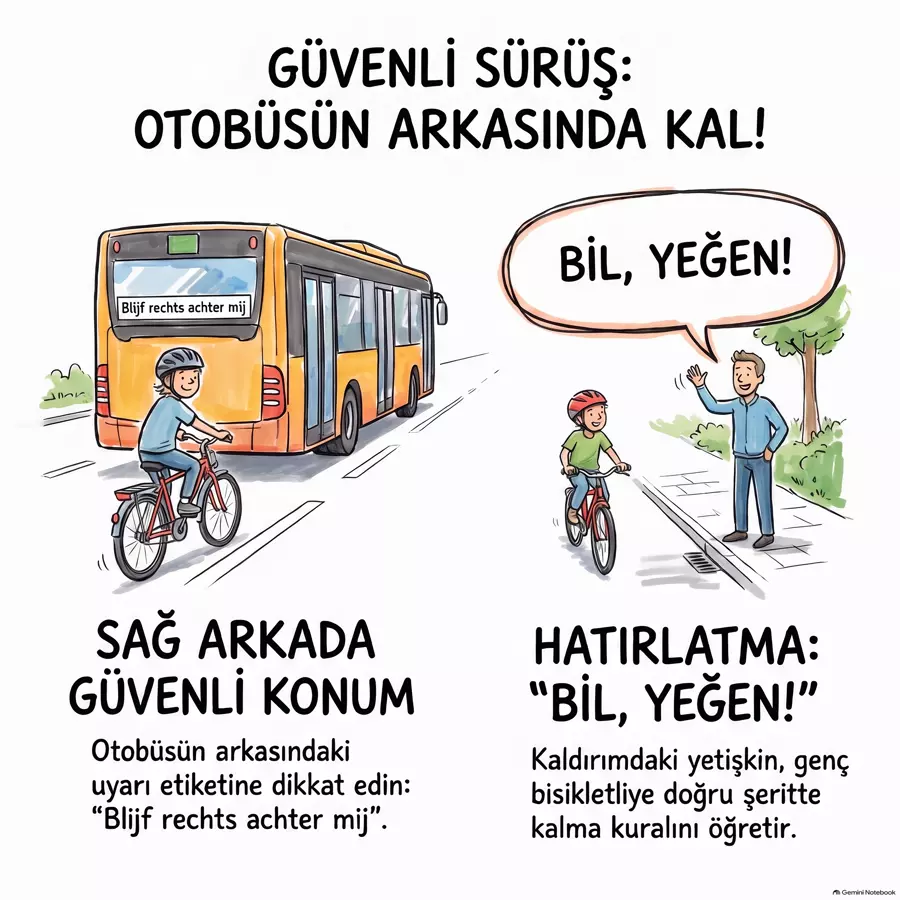 GÜVENLİ SÜRÜŞ:
OTOBÜSÜN ARKASINDA KAL!
Blijf rechts achter mij
BİL, YEĞEN!
SAĞ ARKADA
GÜVENLİ KONUM
Otobüsün arkasındaki
uyarı etiketine dikkat edin:
“Blijf rechts achter mij”.
HATIRLATMA:
“BİL, YEĞEN!”
Kaldırımdaki yetişkin, genç
bisikletliye doğru şeritte
kalma kuralını öğretir.
Gemini Notebook